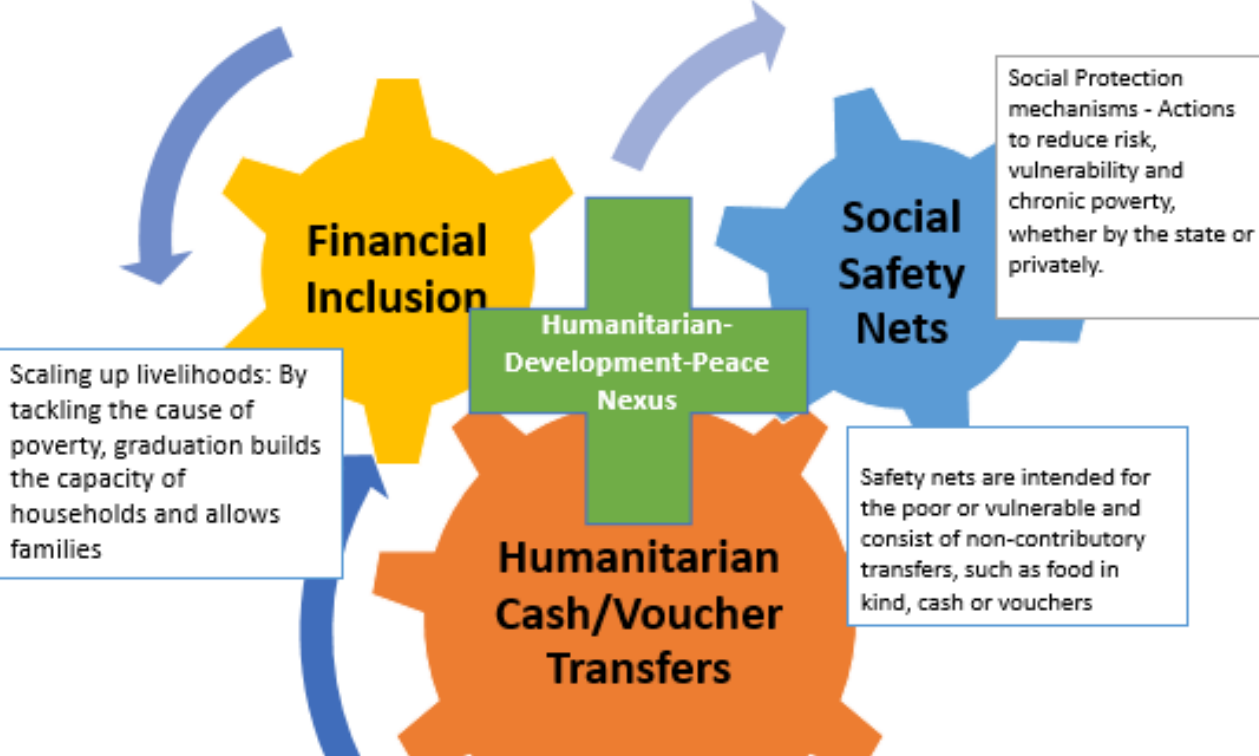 Social Protection
mechanisms - Actions
to reduce risk,
vulnerability and
chronic poverty,
whether by the state or
privately.
Financial
Inclusion
Social
Safety
Nets
Humanitarian-
Development-Peace
Nexus
Scaling up livelihoods: By
tackling the cause of
poverty, graduation builds
the capacity of
households and allows
families
Safety nets are intended for
the poor or vulnerable and
consist of non-contributory
transfers, such as food in
kind, cash or vouchers
Humanitarian
Cash/Voucher
Transfers